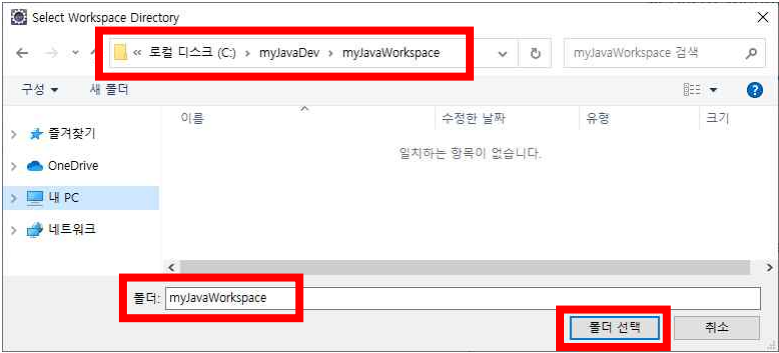 Select Workspace Directory
« 로컬 디스크 (C:) › myJavaDev › myJavaWorkspace
myJavaWorkspace 검색
구성 새 폴더
이름 수정한 날짜 유형 크기
즐겨찾기
일치하는 항목이 없습니다.
OneDrive
내 PC
네트워크
폴더: myJavaWorkspace
폴더 선택 취소